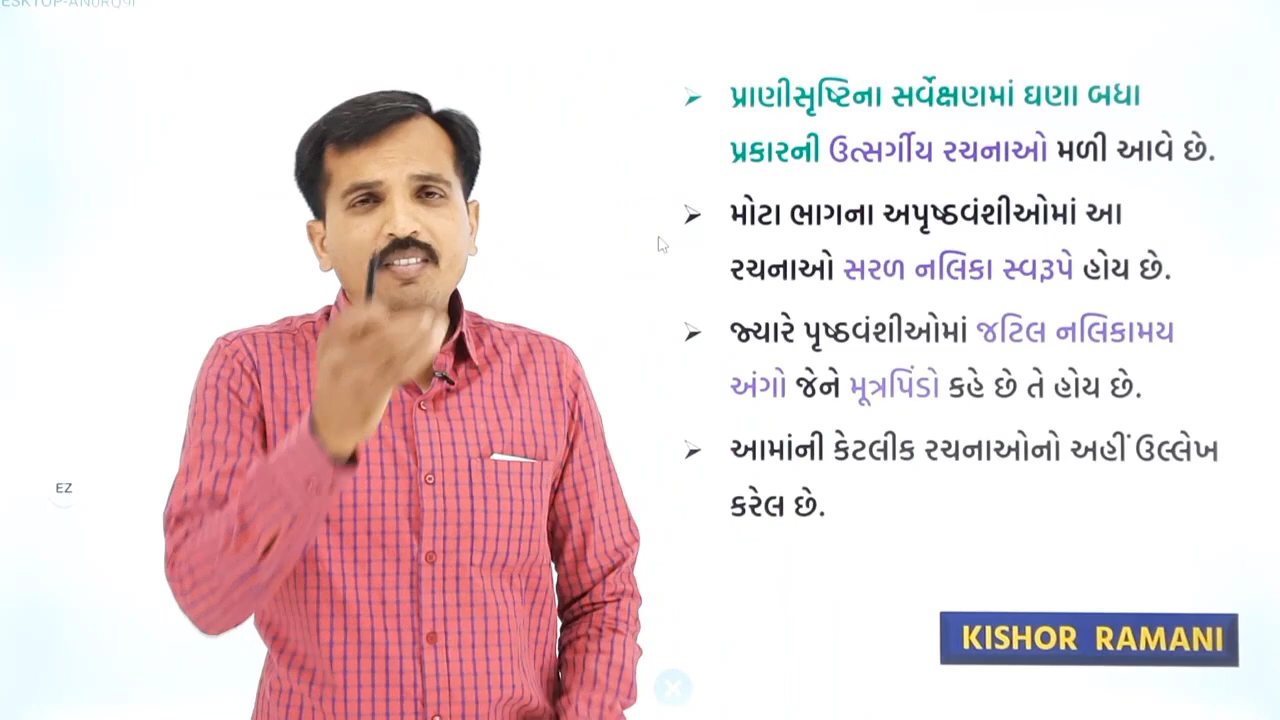 પ્રાણીસૃષ્ટિના સર્વેક્ષણમાં ઘણા બધા
પ્રકારની ઉત્સર્ગીય રચનાઓ મળી આવે છે.
મોટા ભાગના અપૃષ્ઠવંશીઓમાં આ
રચનાઓ સરળ નલિકા સ્વરૂપે હોય છે.
જ્યારે પૃષ્ઠવંશીઓમાં જટિલ નલિકામય
અંગો જેને મૂત્રપિંડો કહે છે તે હોય છે.
આમાંની કેટલીક રચનાઓનો અહીં ઉલ્લેખ
કરેલ છે.
EZ
KISHOR RAMANI